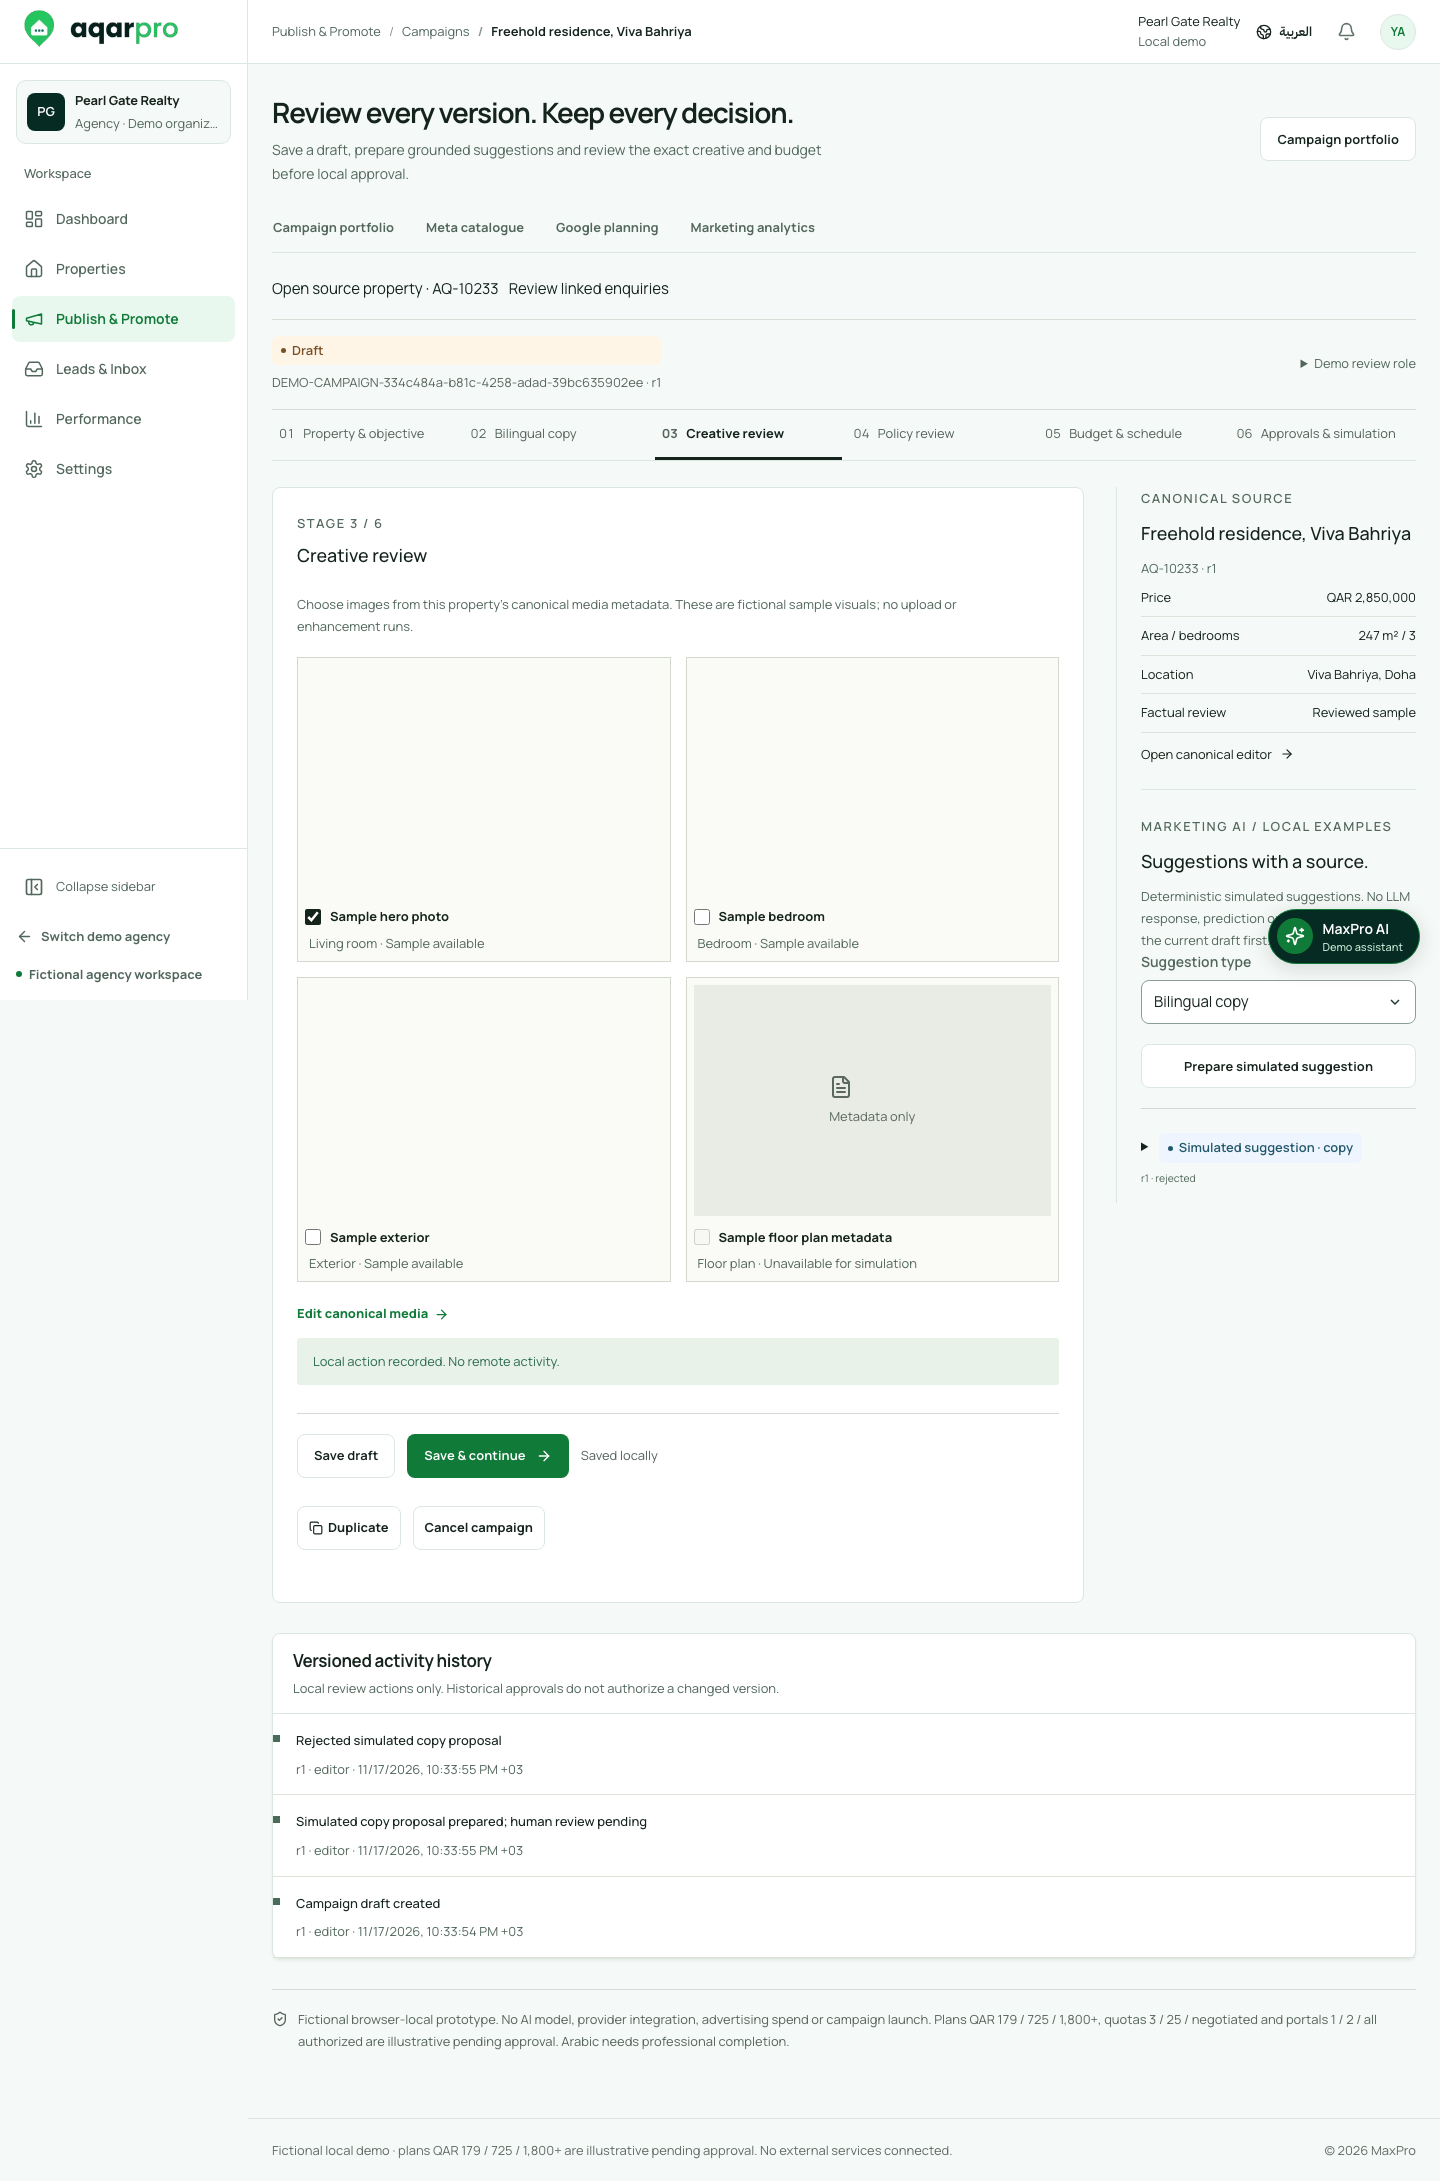 aqarpro
Publish & Promote / Campaigns / Freehold residence, Viva Bahriya
Pearl Gate Realty
Local demo
العربية
YA
PG
Pearl Gate Realty
Agency · Demo organiz...
Workspace
Dashboard
Properties
Publish & Promote
Leads & Inbox
Performance
Settings
Collapse sidebar
Switch demo agency
Fictional agency workspace
Review every version. Keep every decision.
Save a draft, prepare grounded suggestions and review the exact creative and budget
before local approval.
Campaign portfolio
Campaign portfolio Meta catalogue Google planning Marketing analytics
Open source property · AQ-10233 Review linked enquiries
Draft
DEMO-CAMPAIGN-334c484a-b81c-4258-adad-39bc635902ee · r1
Demo review role
01 Property & objective 02 Bilingual copy 03 Creative review 04 Policy review 05 Budget & schedule 06 Approvals & simulation
STAGE 3 / 6
Creative review
Choose images from this property's canonical media metadata. These are fictional sample visuals; no upload or
enhancement runs.
Sample hero photo
Living room · Sample available
Sample bedroom
Bedroom · Sample available
Sample exterior
Exterior · Sample available
Metadata only
Sample floor plan metadata
Floor plan · Unavailable for simulation
Edit canonical media
Local action recorded. No remote activity.
Save draft
Save & continue
Saved locally
Duplicate
Cancel campaign
CANONICAL SOURCE
Freehold residence, Viva Bahriya
AQ-10233 · r1
Price QAR 2,850,000
Area / bedrooms 247 m² / 3
Location Viva Bahriya, Doha
Factual review Reviewed sample
Open canonical editor
MARKETING AI / LOCAL EXAMPLES
Suggestions with a source.
Deterministic simulated suggestions. No LLM
response, prediction
the current draft first
MaxPro AI
Demo assistant
Suggestion type
Bilingual copy
Prepare simulated suggestion
Simulated suggestion · copy
r1 · rejected
Versioned activity history
Local review actions only. Historical approvals do not authorize a changed version.
Rejected simulated copy proposal
r1 · editor · 11/17/2026, 10:33:55 PM +03
Simulated copy proposal prepared; human review pending
r1 · editor · 11/17/2026, 10:33:55 PM +03
Campaign draft created
r1 · editor · 11/17/2026, 10:33:54 PM +03
Fictional browser-local prototype. No AI model, provider integration, advertising spend or campaign launch. Plans QAR 179 / 725 / 1,800+, quotas 3 / 25 / negotiated and portals 1 / 2 / all
authorized are illustrative pending approval. Arabic needs professional completion.
Fictional local demo · plans QAR 179 / 725 / 1,800+ are illustrative pending approval. No external services connected.
© 2026 MaxPro